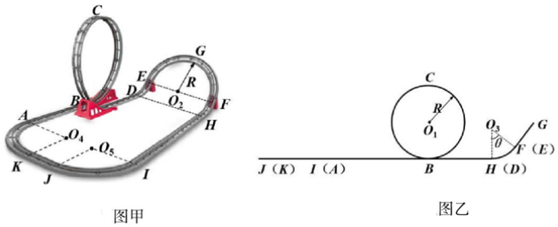 C
G
E
R
D
O₂
B
F
A
H
O₄
O₅
K
J
I
图甲
C
R
O₁
O₃
G
θ
F (E)
J (K)
I (A)
B
H (D)
图乙